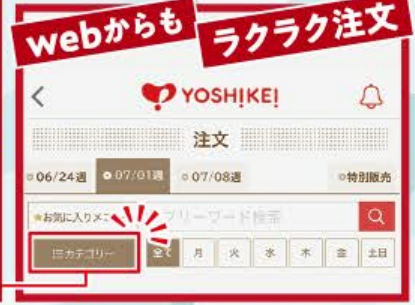 webからも
ラクラク注文
YOSHIKEI
注文
06/24週 07/01週 07/08週 特別販売
お気に入りメニ フリーワード検索
カテゴリー 全て 月 火 水 木 金 土日